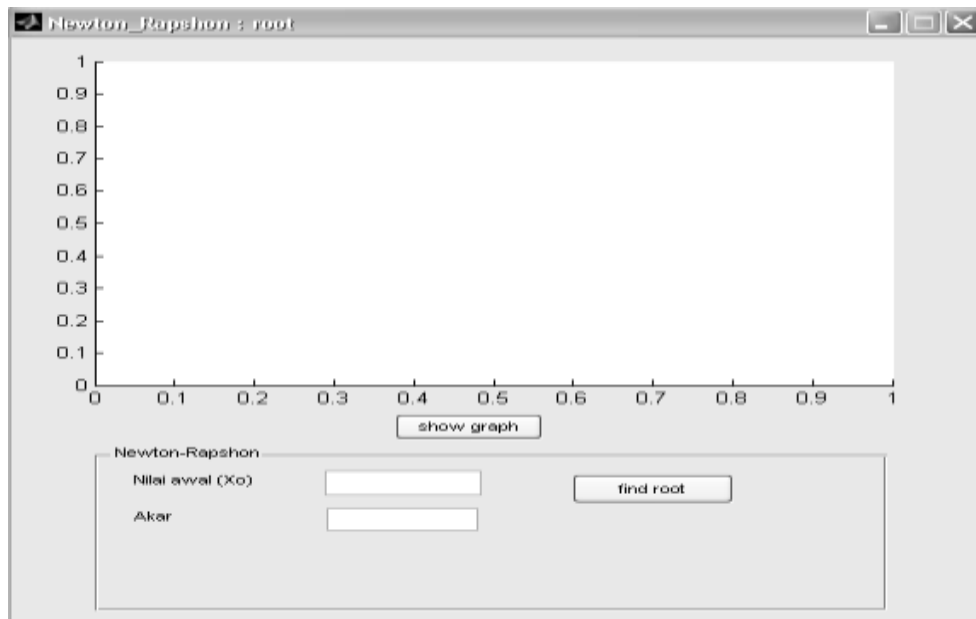 Newton_Rapshon : root
1
0.9
0.8
0.7
0.6
0.5
0.4
0.3
0.2
0.1
0
0 0.1 0.2 0.3 0.4 0.5 0.6 0.7 0.8 0.9 1
show graph
Newton-Rapshon
Nilai awal (Xo)
find root
Akar